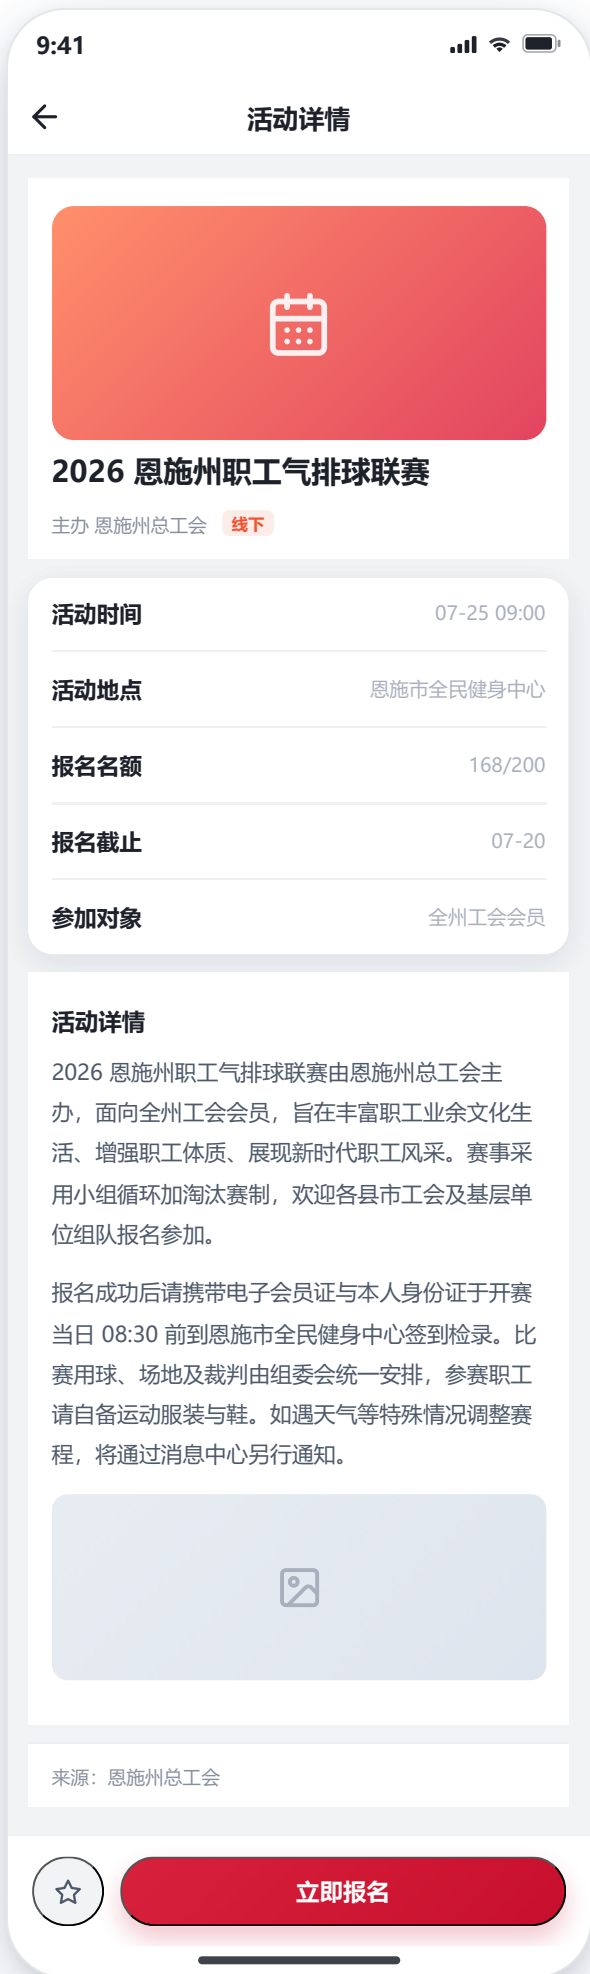 9:41
活动详情
2026 恩施州职工气排球联赛
主办 恩施州总工会 线下
活动时间 07-25 09:00
活动地点 恩施市全民健身中心
报名名额 168/200
报名截止 07-20
参加对象 全州工会会员
活动详情
2026 恩施州职工气排球联赛由恩施州总工会主
办，面向全州工会会员，旨在丰富职工业余文化生
活、增强职工体质、展现新时代职工风采。赛事采
用小组循环加淘汰赛制，欢迎各县市工会及基层单
位组队报名参加。
报名成功后请携带电子会员证与本人身份证于开赛
当日 08:30 前到恩施市全民健身中心签到检录。比
赛用球、场地及裁判由组委会统一安排，参赛职工
请自备运动服装与鞋。如遇天气等特殊情况调整赛
程，将通过消息中心另行通知。
来源：恩施州总工会
立即报名